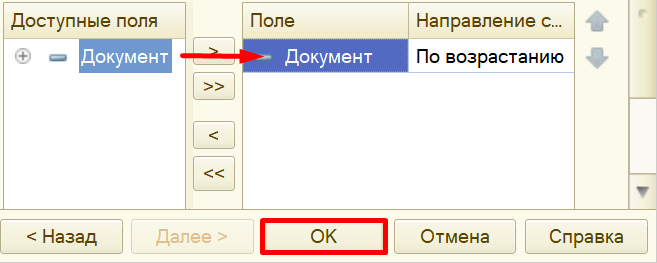 Доступные поля
Поле
Направление с...
Документ
>
Документ
По возрастанию
>>
<
<<
< Назад
Далее >
OK
Отмена
Справка